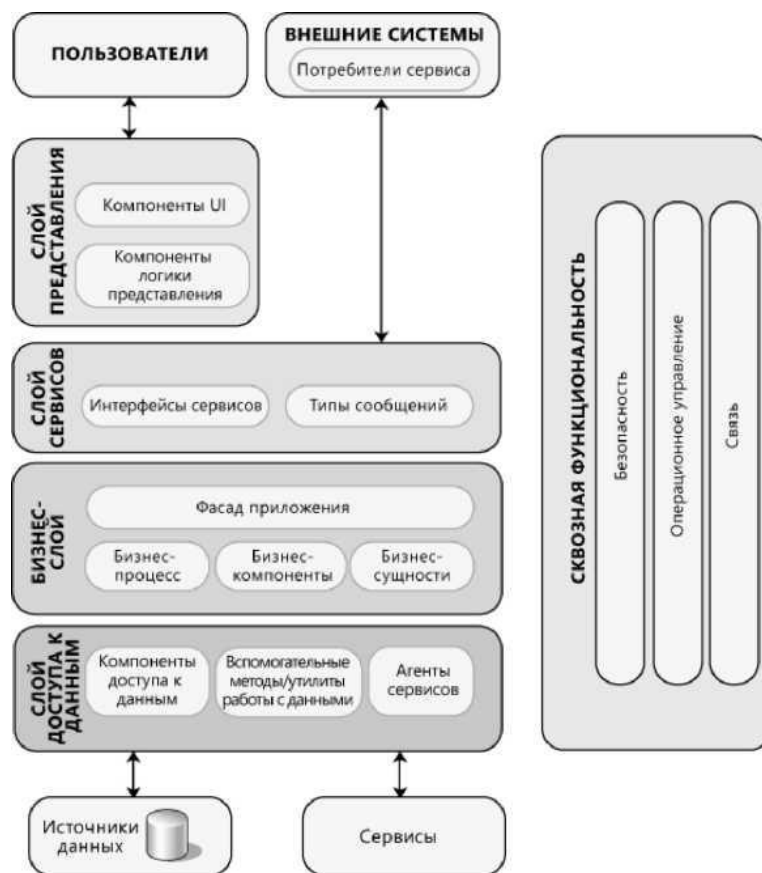 ПОЛЬЗОВАТЕЛИ
ВНЕШНИЕ СИСТЕМЫ
Потребители сервиса
СЛОЙ
ПРЕДСТАВЛЕНИЯ
Компоненты UI
Компоненты
логики
представления
СЛОЙ
СЕРВИСОВ
Интерфейсы сервисов
Типы сообщений
БИЗНЕС-
СЛОЙ
Фасад приложения
Бизнес-
процесс
Бизнес-
компоненты
Бизнес-
сущности
СЛОЙ
ДОСТУПА К
ДАННЫМ
Компоненты
доступа к
данным
Вспомогательные
методы/утилиты
работы с данными
Агенты
сервисов
Источники
данных
Сервисы
СКВОЗНАЯ ФУНКЦИОНАЛЬНОСТЬ
Безопасность
Операционное управление
Связь